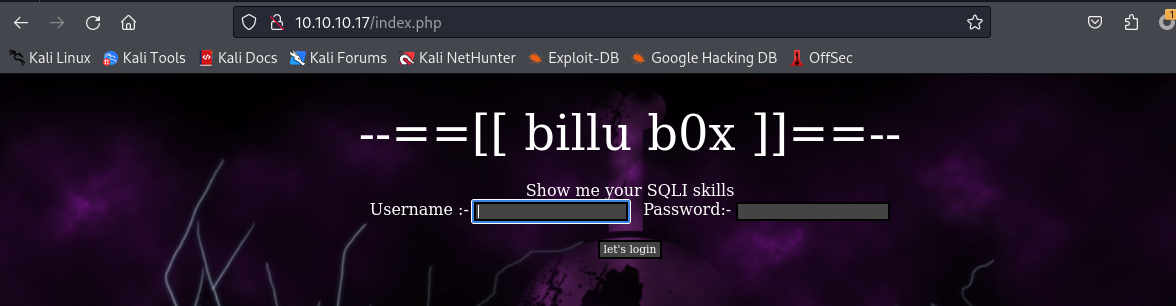 10.10.10.17/index.php
1
Kali Linux Kali Tools Kali Docs Kali Forums Kali NetHunter Exploit-DB Google Hacking DB OffSec
--==[[ billu b0x ]]==--
Show me your SQLI skills
Username :- Password:-
let's login